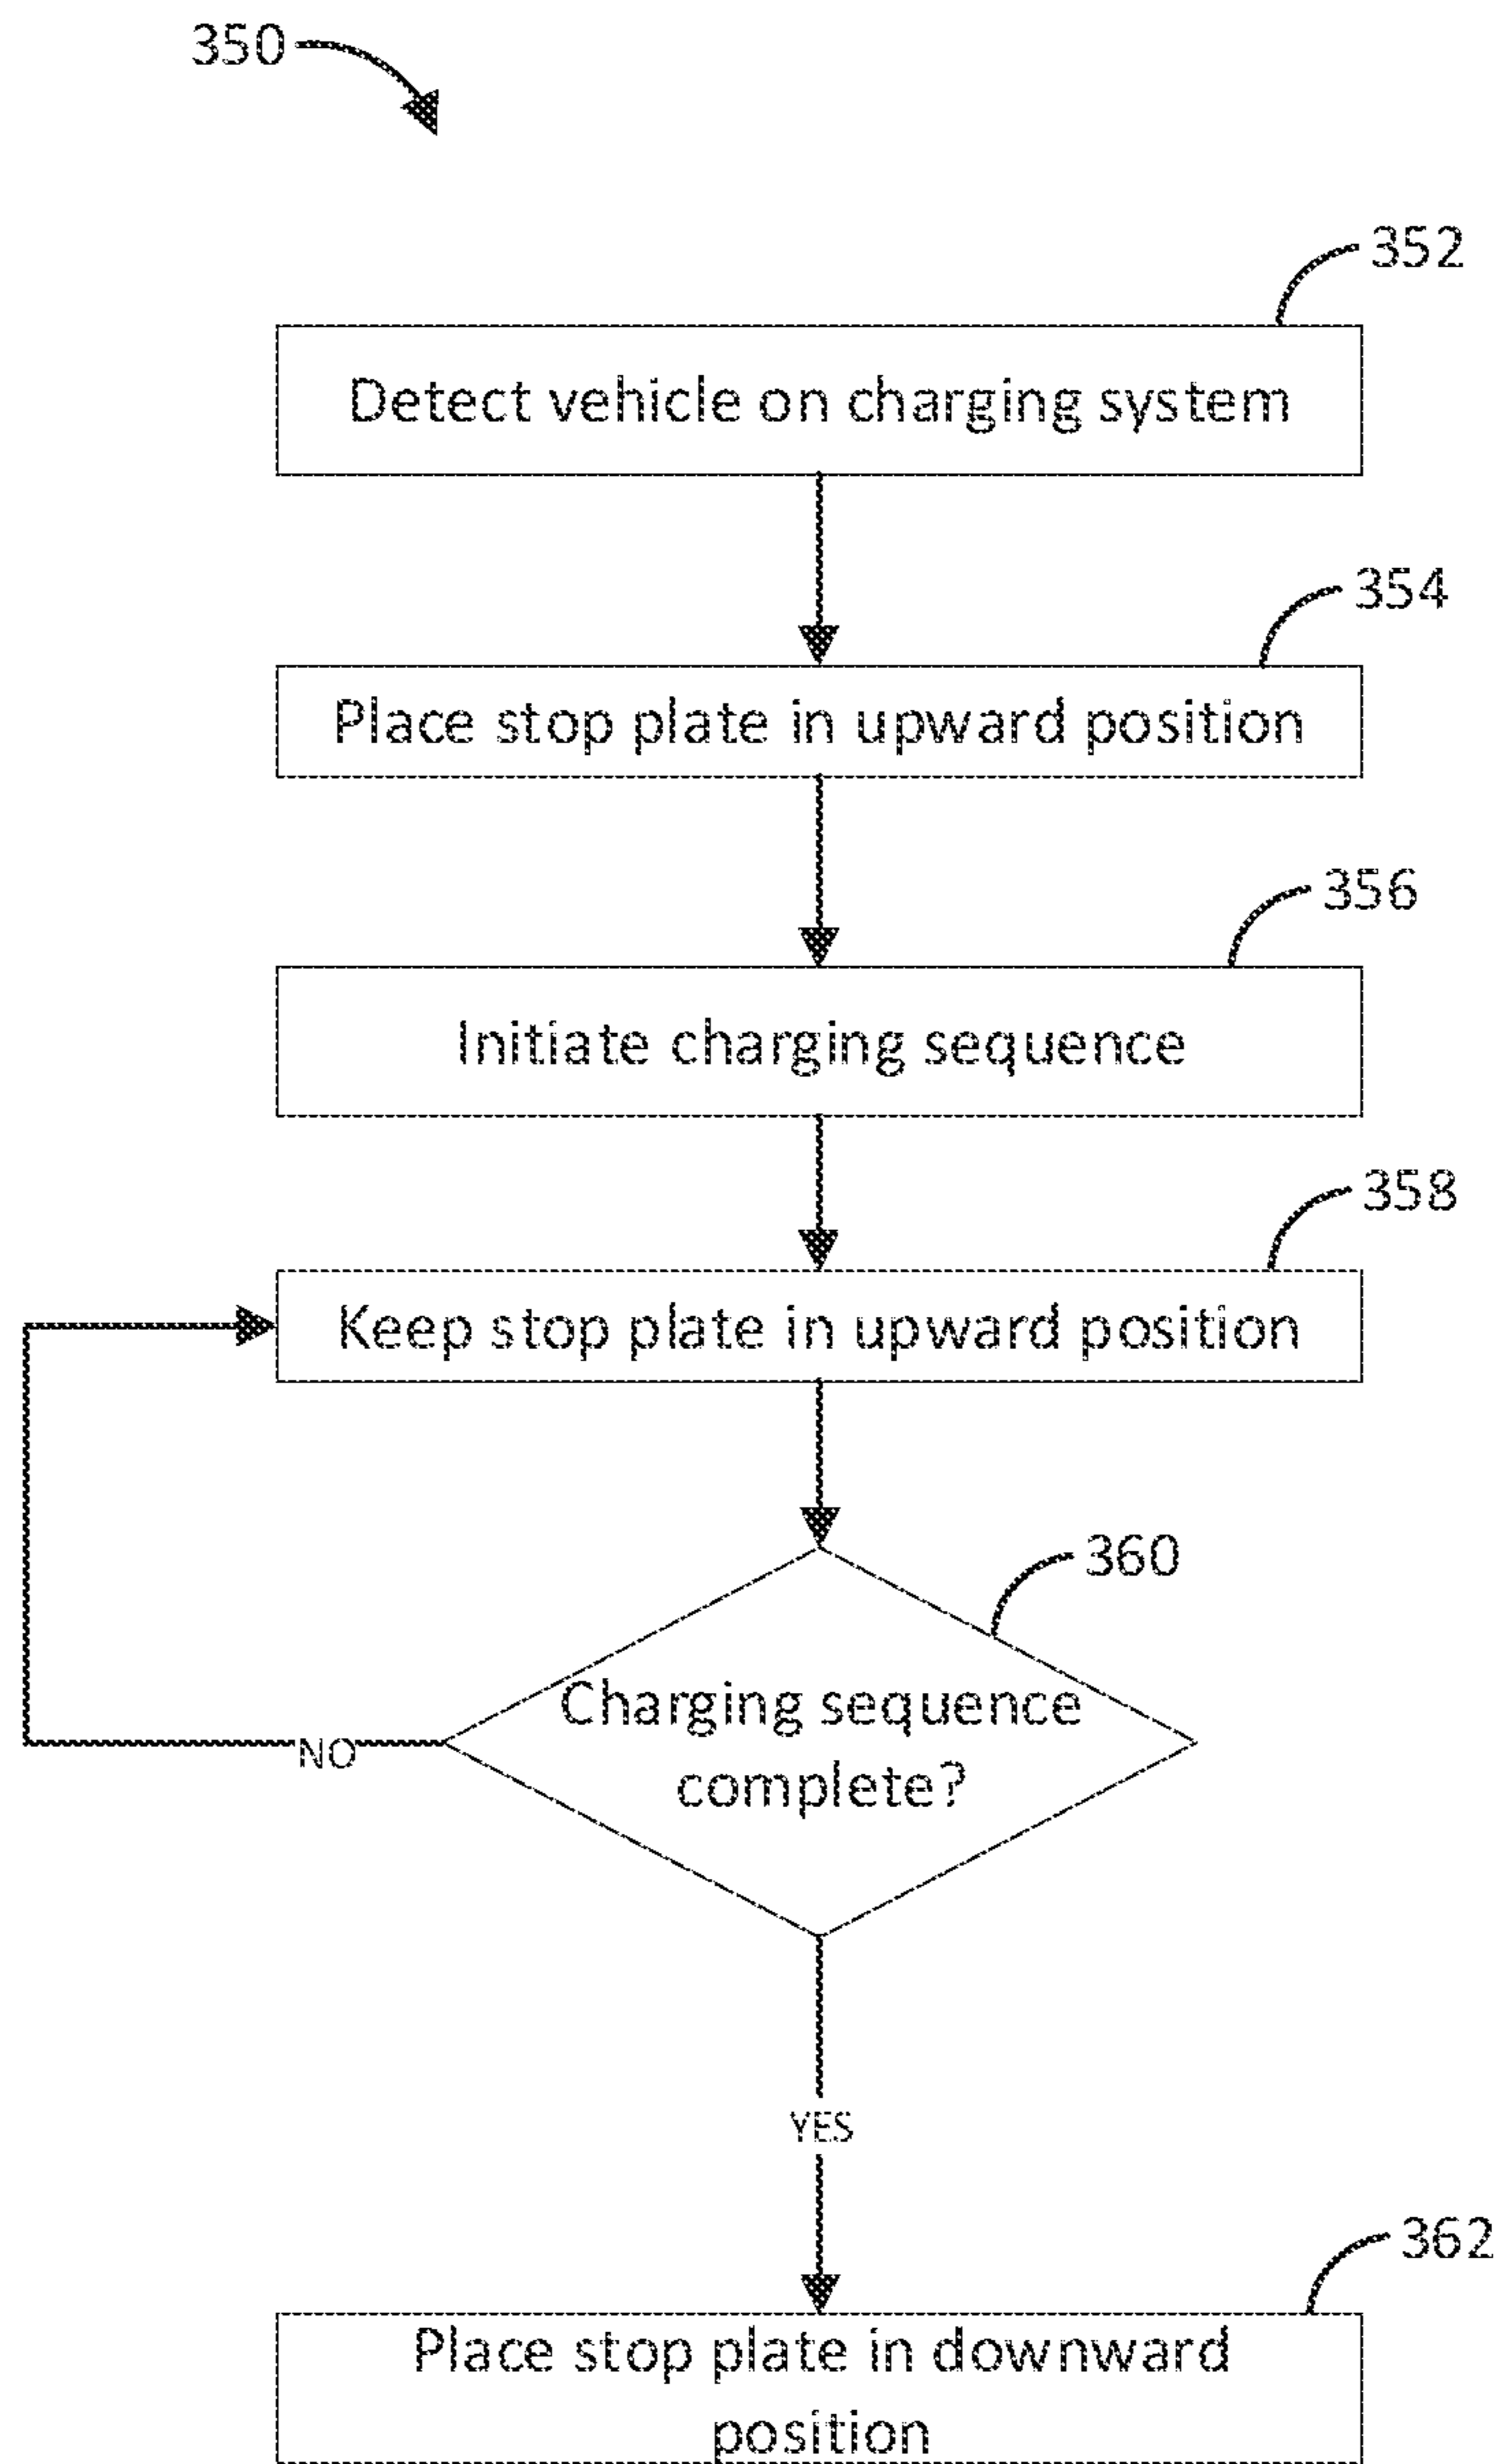 350
352
Detect vehicle on charging system
354
Place stop plate in upward position
356
Initiate charging sequence
358
Keep stop plate in upward position
360
Charging sequence
complete?
NO
YES
362
Place stop plate in downward
position